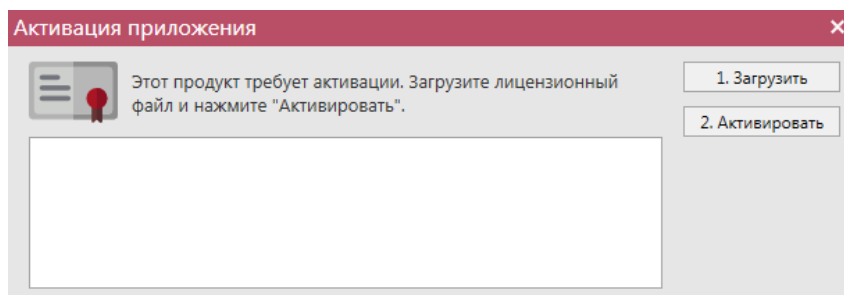 Активация приложения
Этот продукт требует активации. Загрузите лицензионный
файл и нажмите "Активировать".
1. Загрузить
2. Активировать